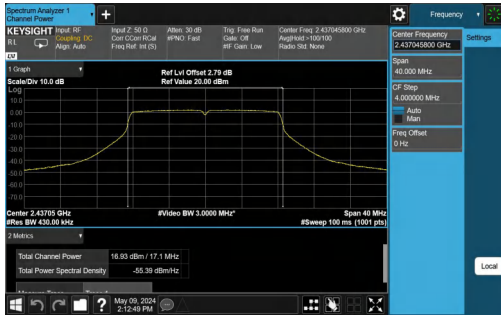 Spectrum Analyzer 1
Channel Power
+
Frequency
KEYSIGHT
RL
Input: RF
Coupling: DC
Align: Auto
Input Z: 50 Ω
Corr CCorr RCal
Freq Ref: Int (S)
Atten: 30 dB
#PNO: Fast
Trig: Free Run
Gate: Off
#IF Gain: Low
Center Freq: 2.437045800 GHz
Avg|Hold:>100/100
Radio Std: None
Center Frequency
2.437045800 GHz
Settings
Span
40.000 MHz
CF Step
4.000000 MHz
Auto
Man
Freq Offset
0 Hz
Local
1 Graph
Scale/Div 10.0 dB
Ref Lvl Offset 2.79 dB
Ref Value 20.00 dBm
Log
10.0
0.00
-10.0
-20.0
-30.0
-40.0
-50.0
-60.0
-70.0
Center 2.43705 GHz
#Video BW 3.0000 MHz*
Span 40 MHz
#Res BW 430.00 kHz
#Sweep 100 ms (1001 pts)
2 Metrics
Total Channel Power 16.93 dBm / 17.1 MHz
Total Power Spectral Density -55.39 dBm/Hz
?
May 09, 2024
2:12:49 PM